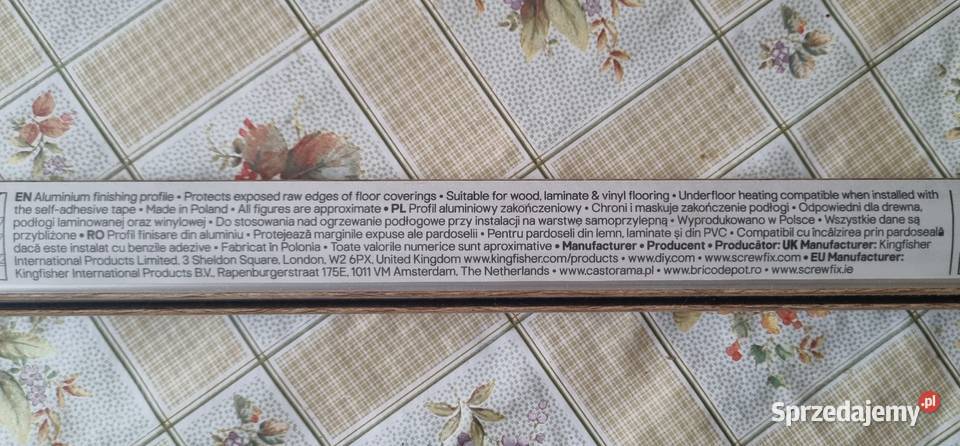 EN Aluminium finishing profile • Protects exposed raw edges of floor coverings • Suitable for wood, laminate & vinyl flooring • Underfloor heating compatible when installed with
the self-adhesive tape • Made in Poland • All figures are approximate • PL Profil aluminiowy zakończeniowy • Chroni i maskuje zakończenie podłogi • Odpowiedni dla drewna,
podłogi laminowanej oraz winylowej • Do stosowania nad ogrzewanie podłogowe przy instalacji na warstwę samoprzylepną • Wyprodukowano w Polsce • Wszystkie dane są
przybliżone • RO Profil finisare din aluminiu • Protejează marginile expuse ale pardoselii • Pentru pardoseli din lemn, laminate și din PVC • Compatibil cu încălzirea prin pardoseală
dacă este instalat cu benzile adezive • Fabricat în Polonia • Toate valorile numerice sunt aproximative • Manufacturer • Producent • Producător: UK Manufacturer: Kingfisher
International Products Limited, 3 Sheldon Square, London, W2 6PX, United Kingdom www.kingfisher.com/products • www.diy.com • www.screwfix.com • EU Manufacturer:
Kingfisher International Products B.V., Rapenburgerstraat 175E, 1011 VM Amsterdam, The Netherlands • www.castorama.pl • www.bricodepot.ro • www.screwfix.ie
Sprzedajemy.pl